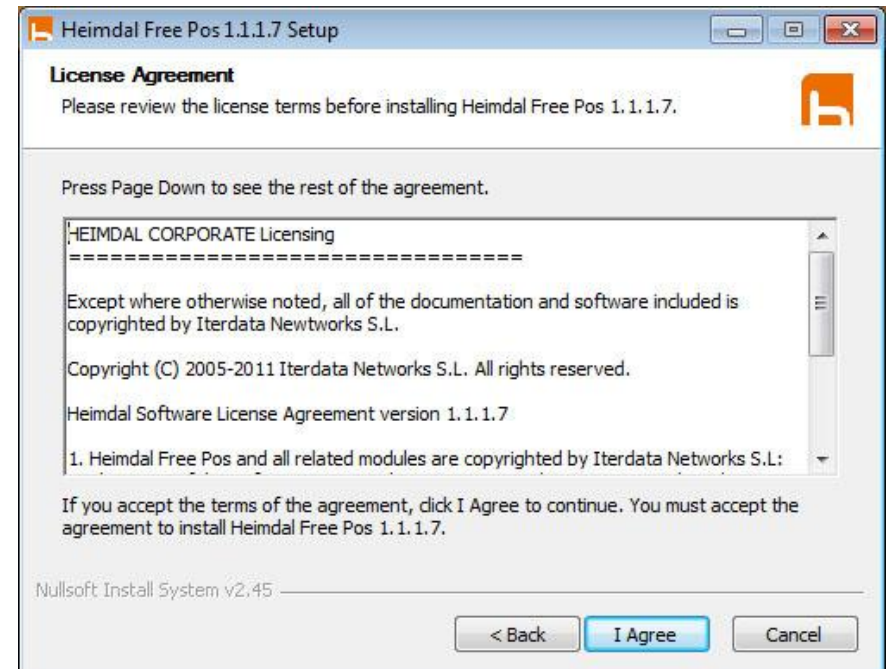 Heimdal Free Pos 1.1.1.7 Setup
License Agreement
Please review the license terms before installing Heimdal Free Pos 1.1.1.7.
Press Page Down to see the rest of the agreement.
HEIMDAL CORPORATE Licensing
=================================
Except where otherwise noted, all of the documentation and software included is
copyrighted by Iterdata Newtworks S.L.
Copyright (C) 2005-2011 Iterdata Networks S.L. All rights reserved.
Heimdal Software License Agreement version 1.1.1.7
1. Heimdal Free Pos and all related modules are copyrighted by Iterdata Networks S.L:
If you accept the terms of the agreement, click I Agree to continue. You must accept the
agreement to install Heimdal Free Pos 1.1.1.7.
Nullsoft Install System v2.45
< Back
I Agree
Cancel